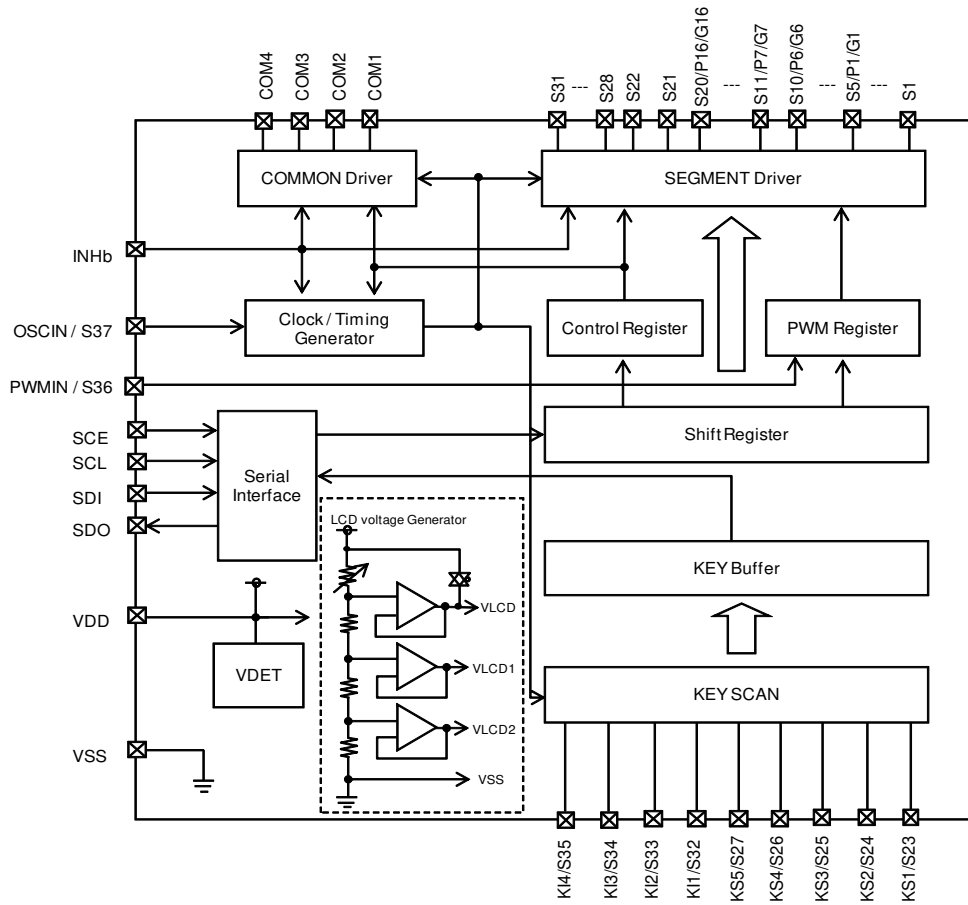 COM4
COM3
COM2
COM1
S31
---
S28
S22
S21
S20/P16/G16
---
S11/P7/G7
S10/P6/G6
---
S5/P1/G1
---
S1
COMMON Driver
SEGMENT Driver
INHb
OSCIN / S37
Clock / Timing
Generator
Control Register
PWM Register
PWMIN / S36
SCE
SCL
SDI
SDO
Serial
Interface
Shift Register
LCD voltage Generator
KEY Buffer
VLCD
VDD
VDET
VLCD1
KEY SCAN
VLCD2
VSS
VSS
KI4/S35
KI3/S34
KI2/S33
KI1/S32
KS5/S27
KS4/S26
KS3/S25
KS2/S24
KS1/S23